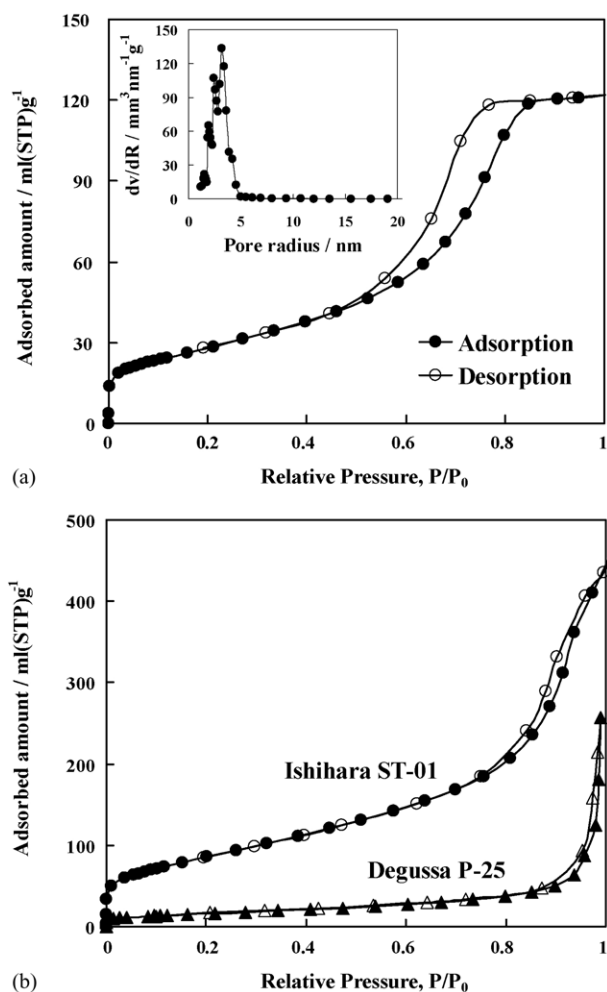 (a)
150
120
90
60
30
0
dv/dR / mm³ nm⁻¹g⁻¹
0 5 10 15 20
Pore radius / nm
150
120
90
60
30
0
Adsorbed amount / ml(STP)g⁻¹
Adsorption
Desorption
0 0.2 0.4 0.6 0.8 1
Relative Pressure, P/P₀
(b)
500
400
300
200
100
0
Adsorbed amount / ml(STP)g⁻¹
Ishihara ST-01
Degussa P-25
0 0.2 0.4 0.6 0.8 1
Relative Pressure, P/P₀